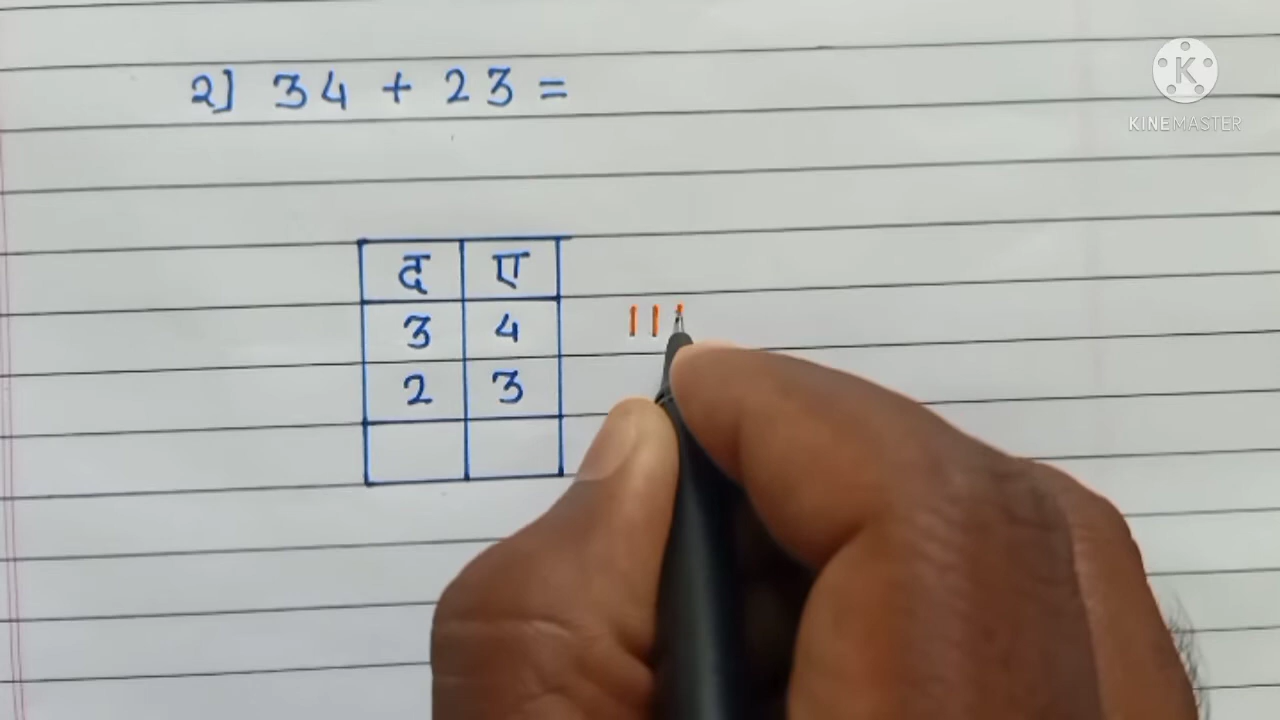 2] 34 + 23 =
K
KINEMASTER
द ए
3 4
2 3